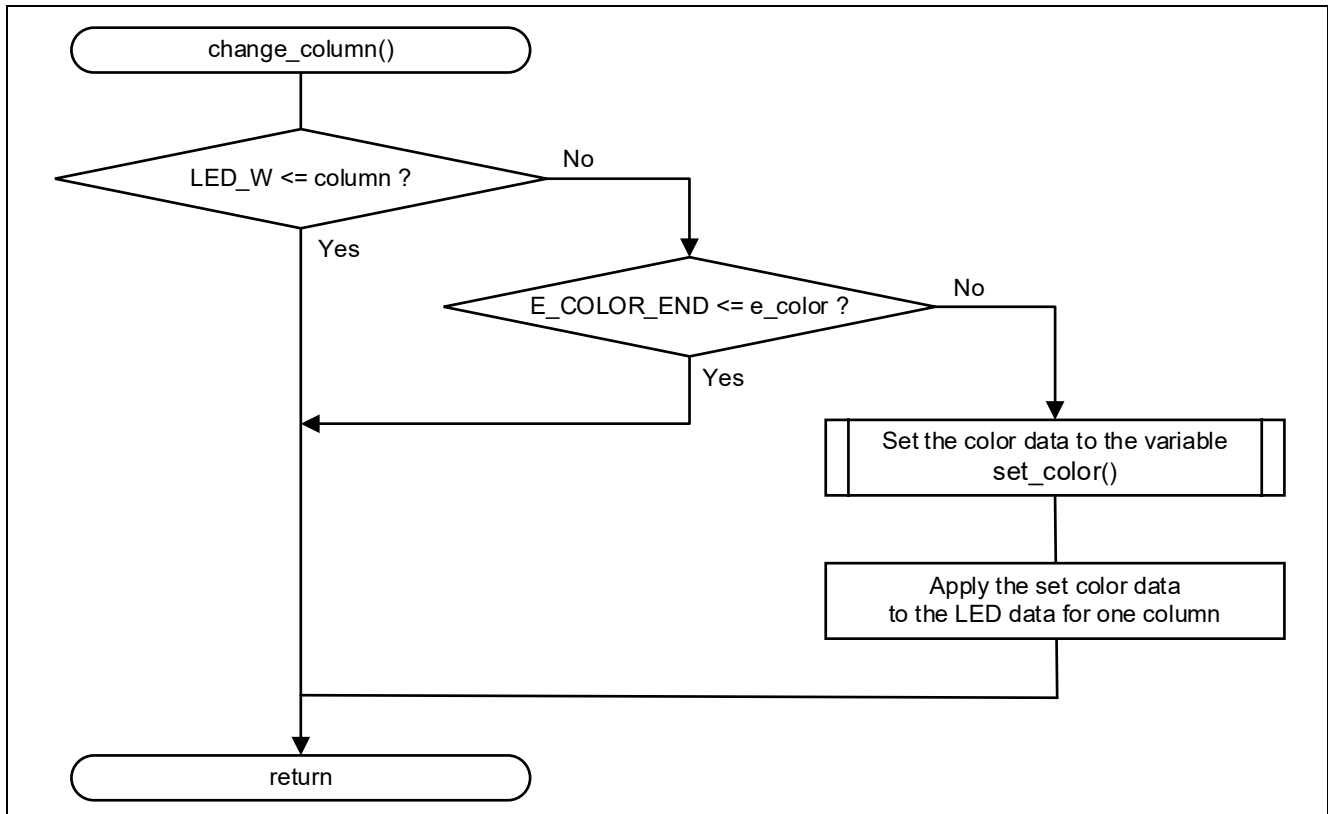 change_column()
LED_W <= column ?
No
Yes
E_COLOR_END <= e_color ?
No
Yes
Set the color data to the variable
set_color()
Apply the set color data
to the LED data for one column
return